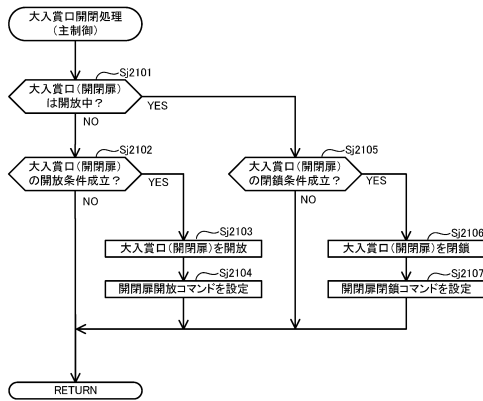 大入賞口開閉処理
（主制御）
Sj2101
大入賞口（開閉扉）
は開放中？
YES
NO
Sj2102
大入賞口（開閉扉）
の開放条件成立？
YES
NO
Sj2105
大入賞口（開閉扉）
の閉鎖条件成立？
YES
NO
Sj2103
大入賞口（開閉扉）を開放
Sj2104
開閉扉開放コマンドを設定
Sj2106
大入賞口（開閉扉）を閉鎖
Sj2107
開閉扉閉鎖コマンドを設定
RETURN